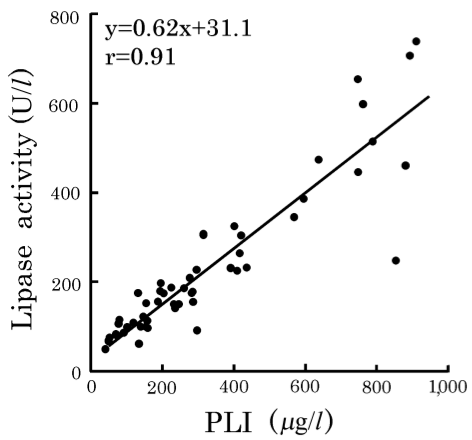 800
y=0.62x+31.1
r=0.91
600
400
200
0
Lipase activity (U/l)
0 200 400 600 800 1,000
PLI (µg/l)